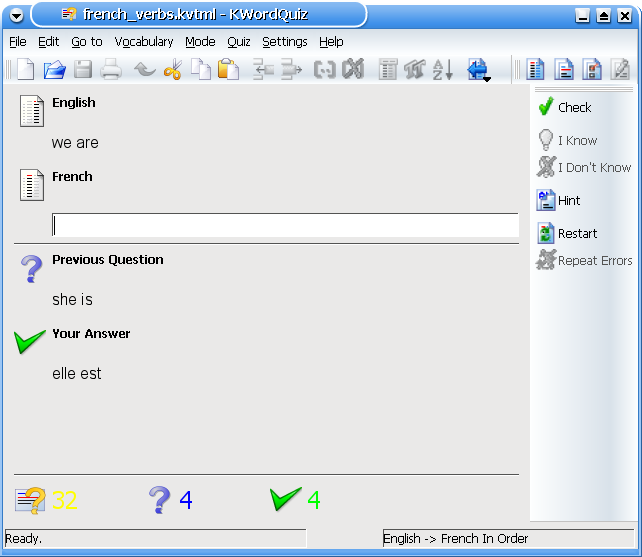 french_verbs.kvtml - KWordQuiz
File Edit Go to Vocabulary Mode Quiz Settings Help
English
we are
French
Previous Question
she is
Your Answer
elle est
32 4 4
Check
I Know
I Don't Know
Hint
Restart
Repeat Errors
Ready. English -> French In Order